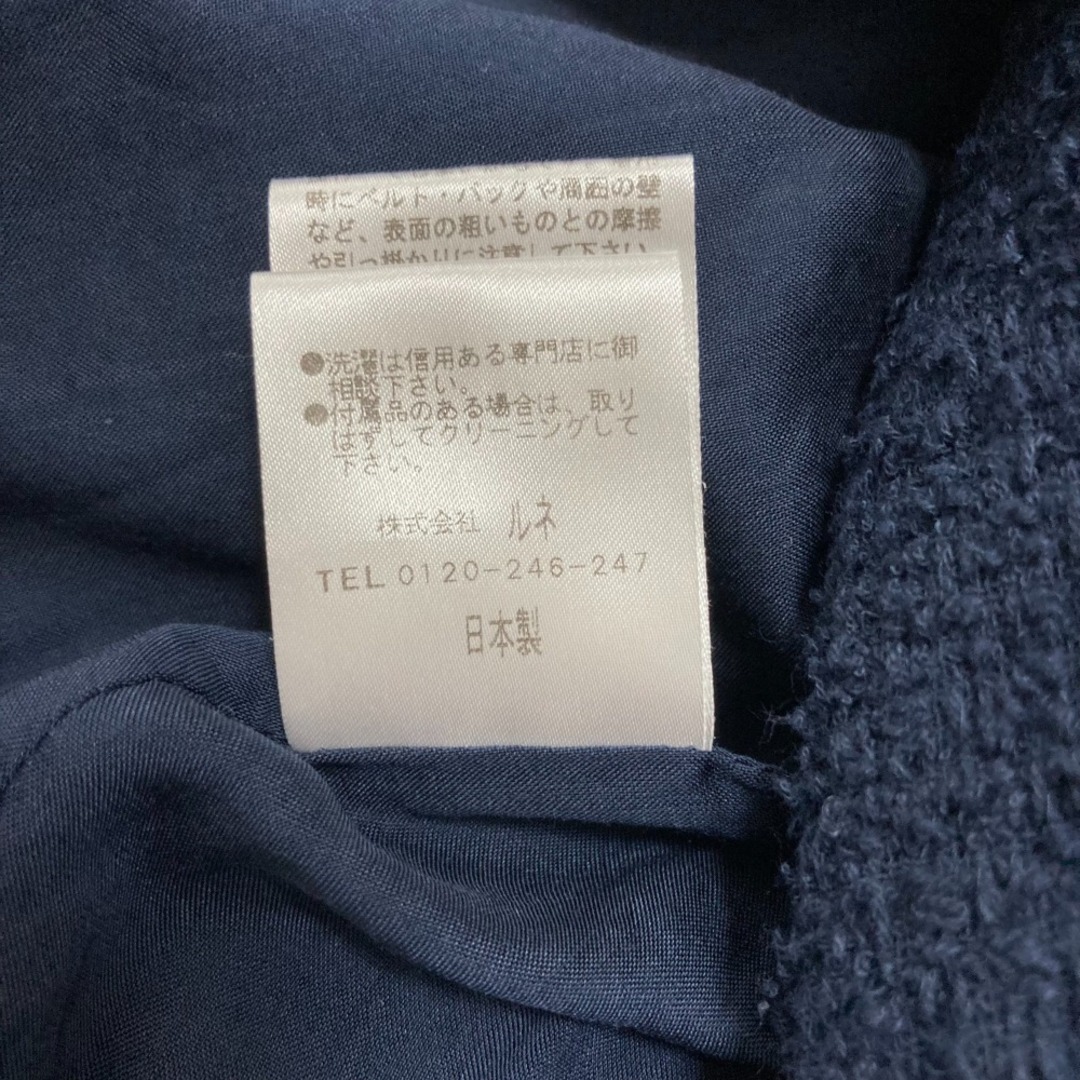 時にベルト・バックや周囲の壁
など、表面の粗いものとの摩擦
や引っ掛かりに注意して下さい
●洗濯は信用ある専門店に御
相談下さい。
●付属品のある場合は、取り
はずしてクリーニングして
下さい。
株式会社 ルネ
TEL 0120-246-247
日本製